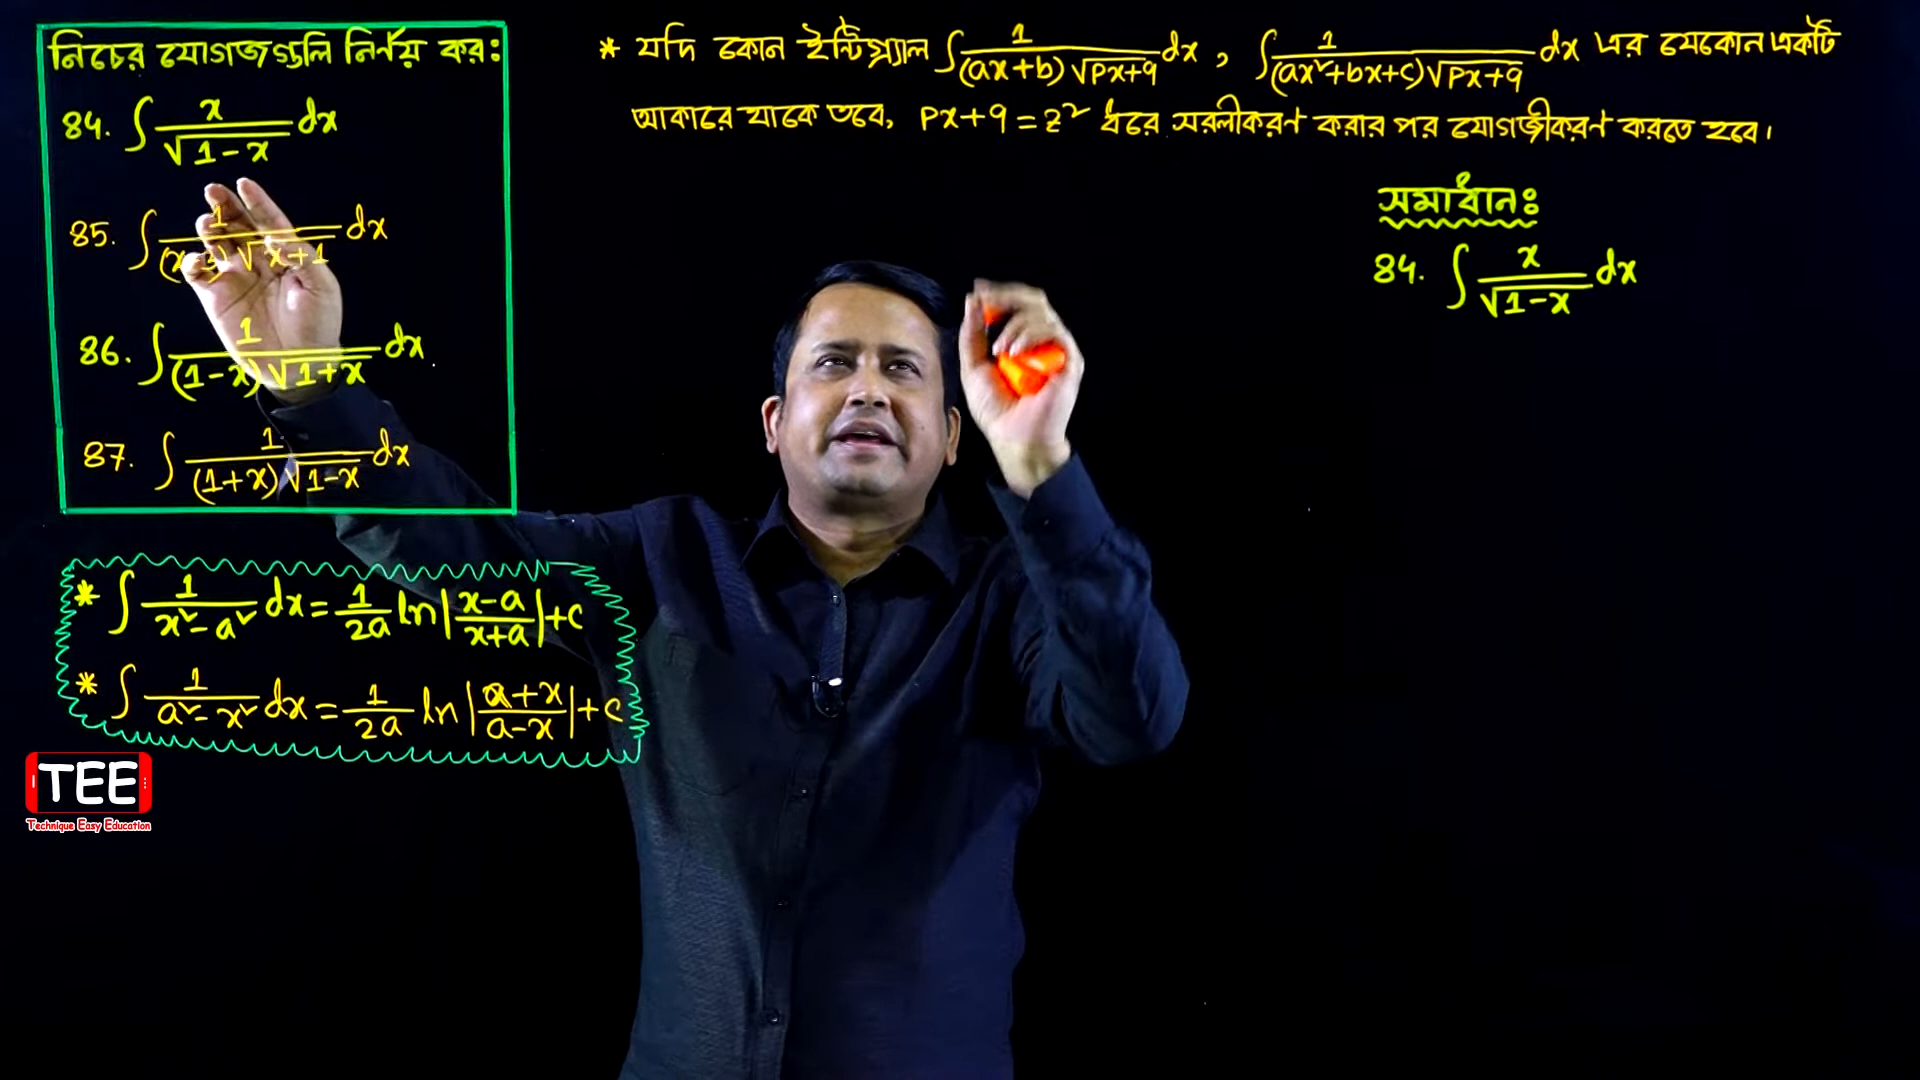 নিচের যোগজগুলি নির্ণয় কর:
84. ∫ x/√(1-x) dx
85. ∫ 1/((x-3)√(x+1)) dx
86. ∫ 1/((1-x)√(1+x)) dx
87. ∫ 1/((1+x)√(1-x)) dx
* ∫ 1/(x²-a²) dx = 1/2a ln|(x-a)/(x+a)|+c
* ∫ 1/(a²-x²) dx = 1/2a ln|(a+x)/(a-x)|+c
TEE
Technique Easy Education
* যদি কোন ইন্টিগ্র্যাল ∫ 1/((ax+b)√(px+q)) dx, ∫ 1/((ax²+bx+c)√(px+q)) dx এর যেকোন একটি
আকারে থাকে তবে, px+q = z² ধরে সরলীকরণ করার পর যোগজীকরণ করতে হবে।
সমাধানঃ
84. ∫ x/√(1-x) dx